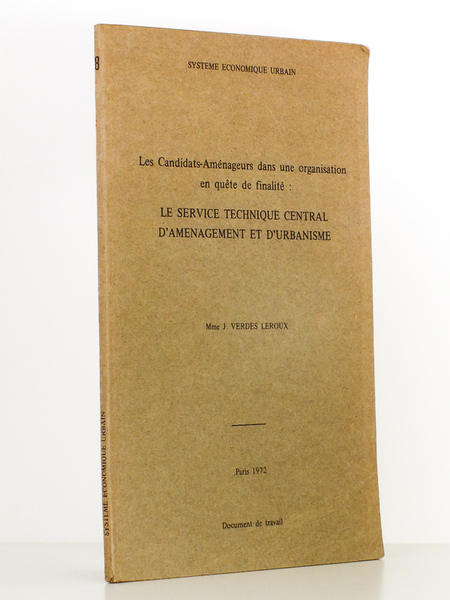 8
SYSTEME ECONOMIQUE URBAIN
SYSTEME ECONOMIQUE URBAIN
Les Candidats-Aménageurs dans une organisation
en quête de finalité :
LE SERVICE TECHNIQUE CENTRAL
D'AMENAGEMENT ET D'URBANISME
Mme J. VERDES LEROUX
Paris 1972
Document de travail